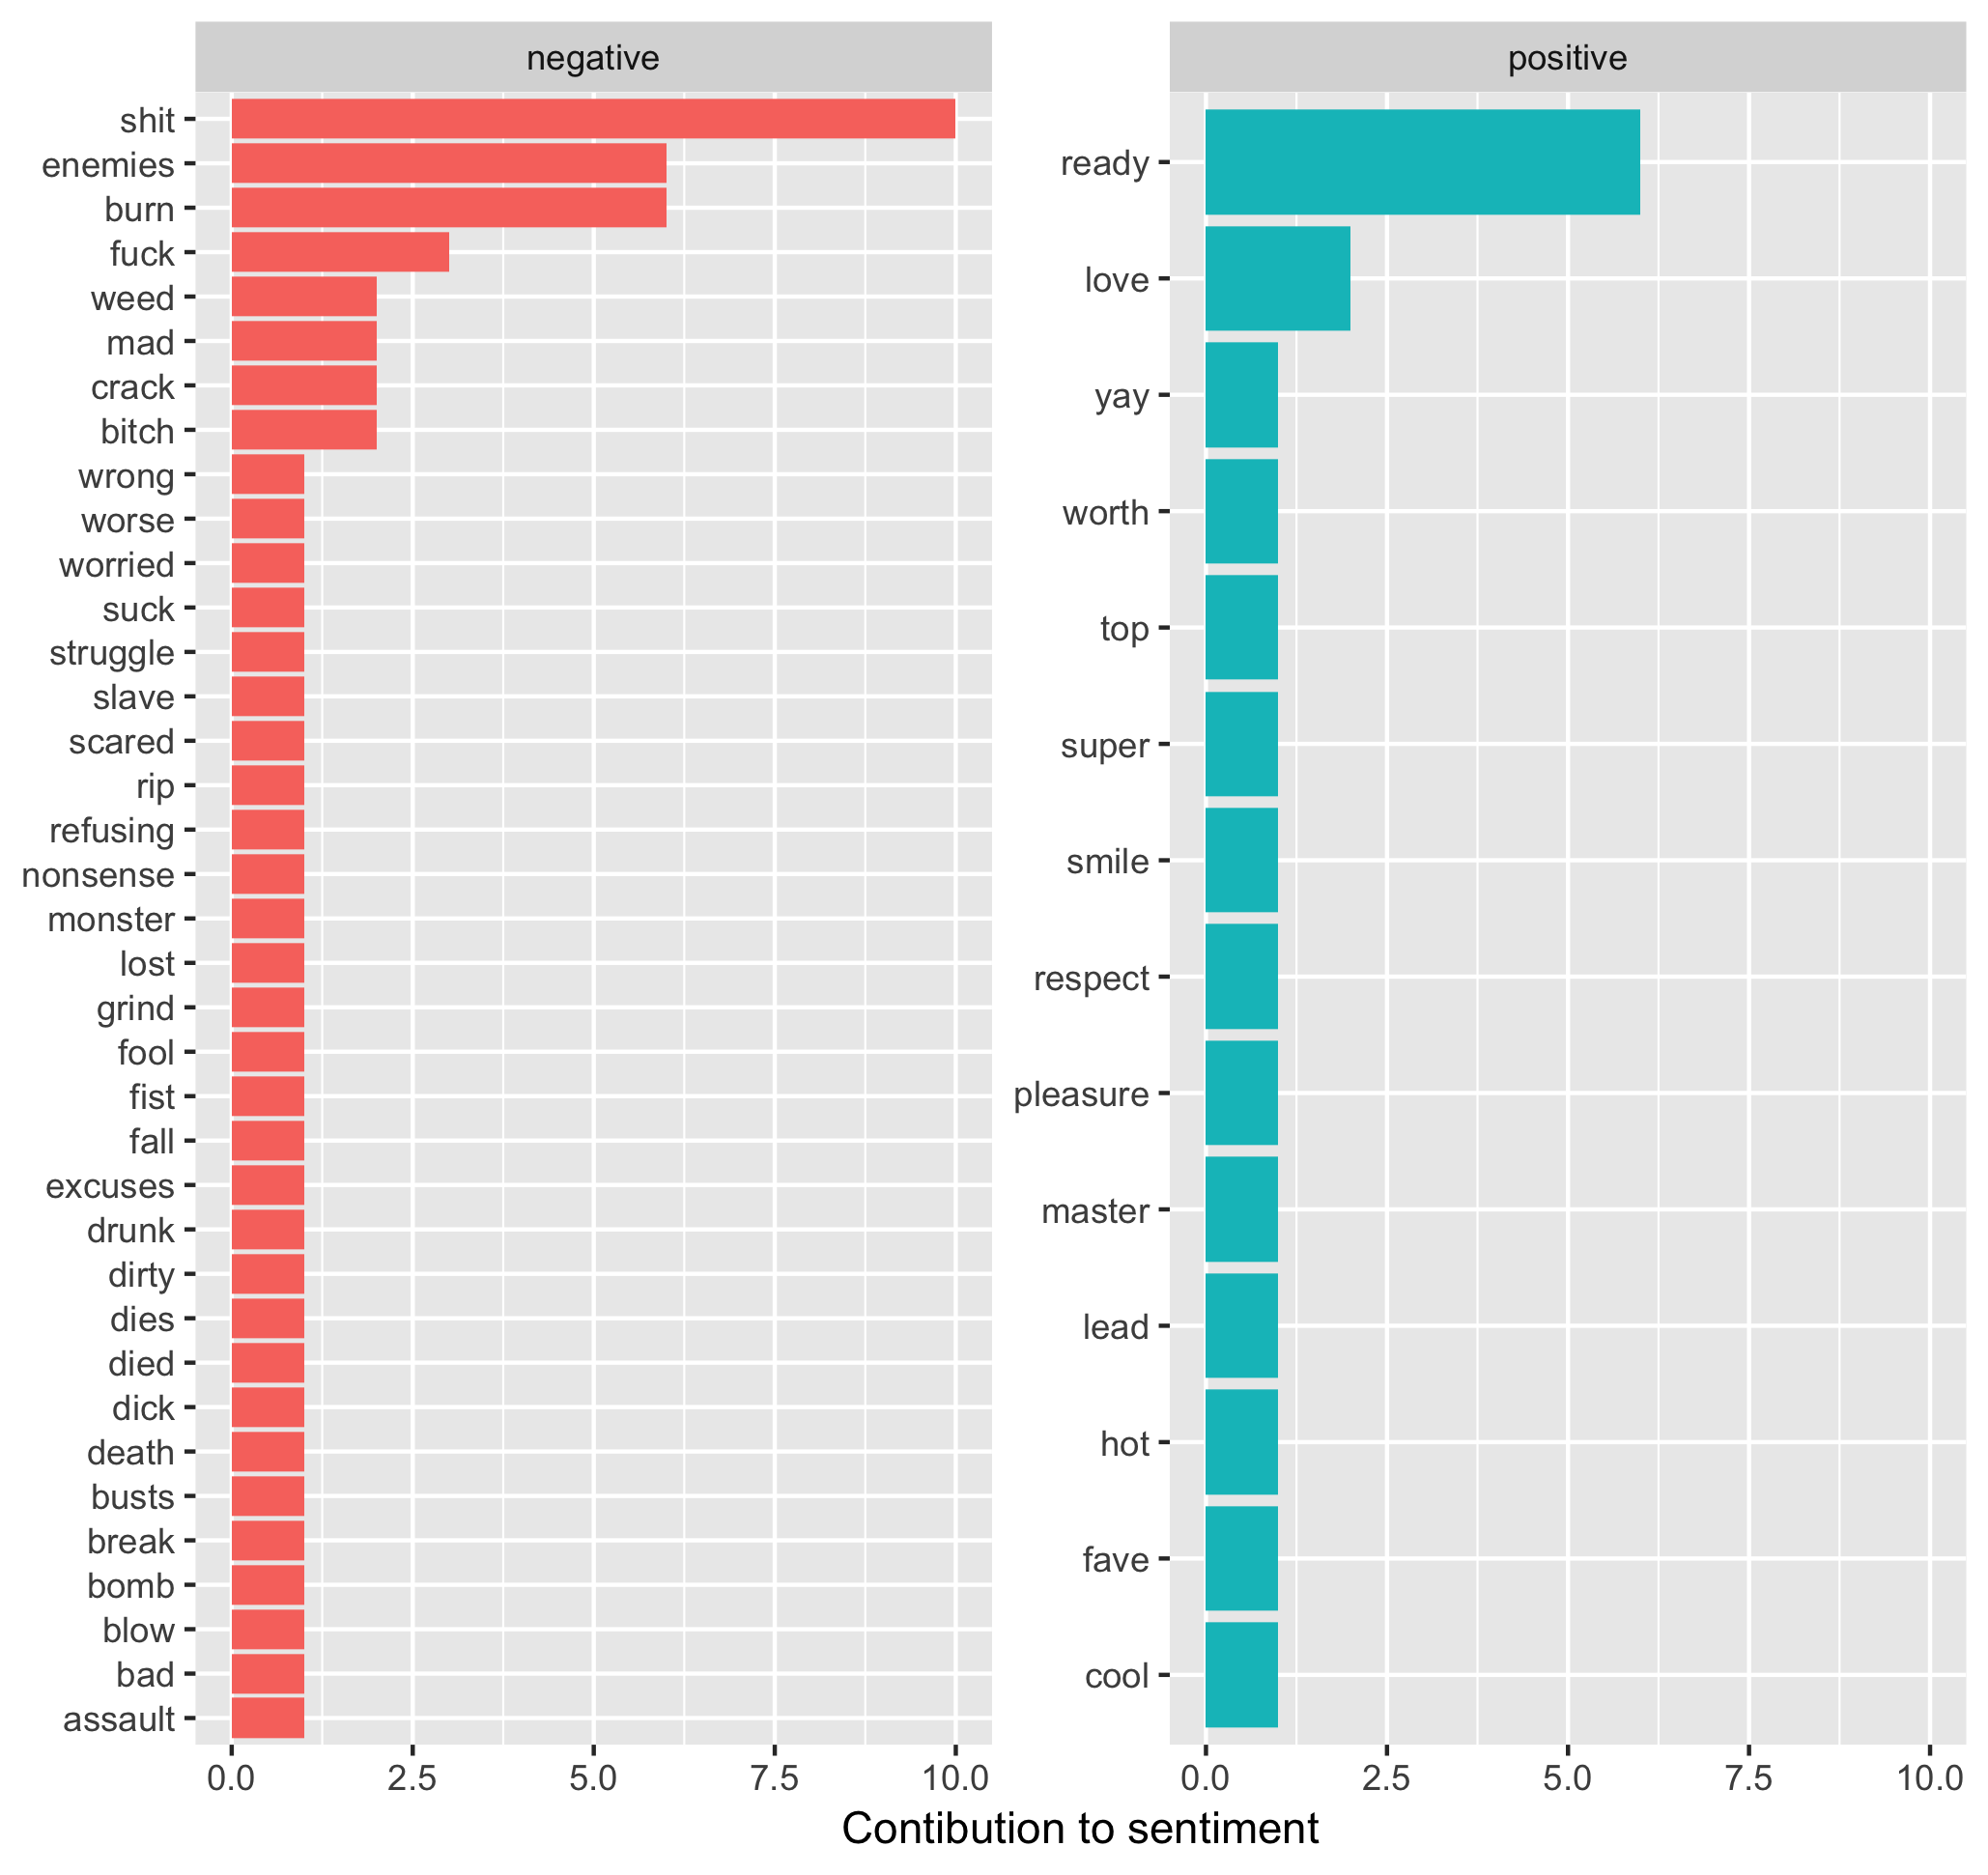 negative
shit
enemies
burn
fuck
weed
mad
crack
bitch
wrong
worse
worried
suck
struggle
slave
scared
rip
refusing
nonsense
monster
lost
grind
fool
fist
fall
excuses
drunk
dirty
dies
died
dick
death
busts
break
bomb
blow
bad
assault
0.0 2.5 5.0 7.5 10.0
positive
ready
love
yay
worth
top
super
smile
respect
pleasure
master
lead
hot
fave
cool
0.0 2.5 5.0 7.5 10.0
Contibution to sentiment